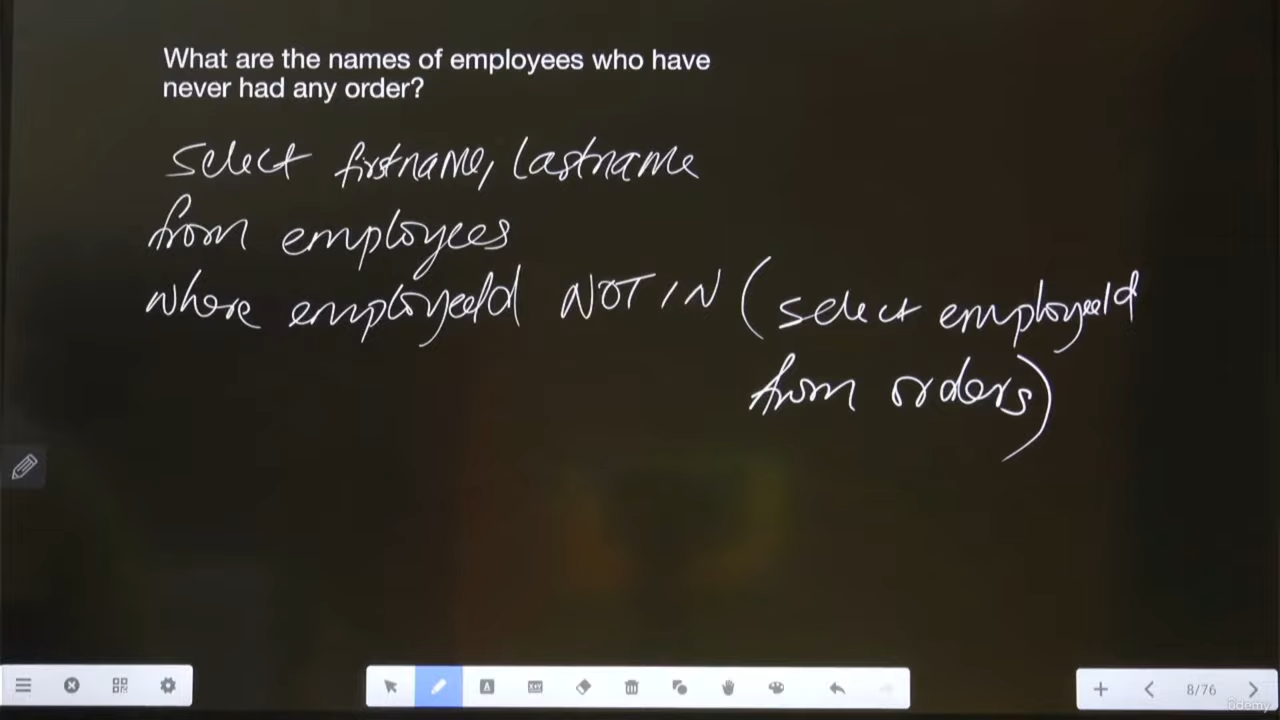 What are the names of employees who have
never had any order?
select firstname, lastname
from employees
where employeeId NOT IN (select employeeId
from orders)
8/76
Udemy